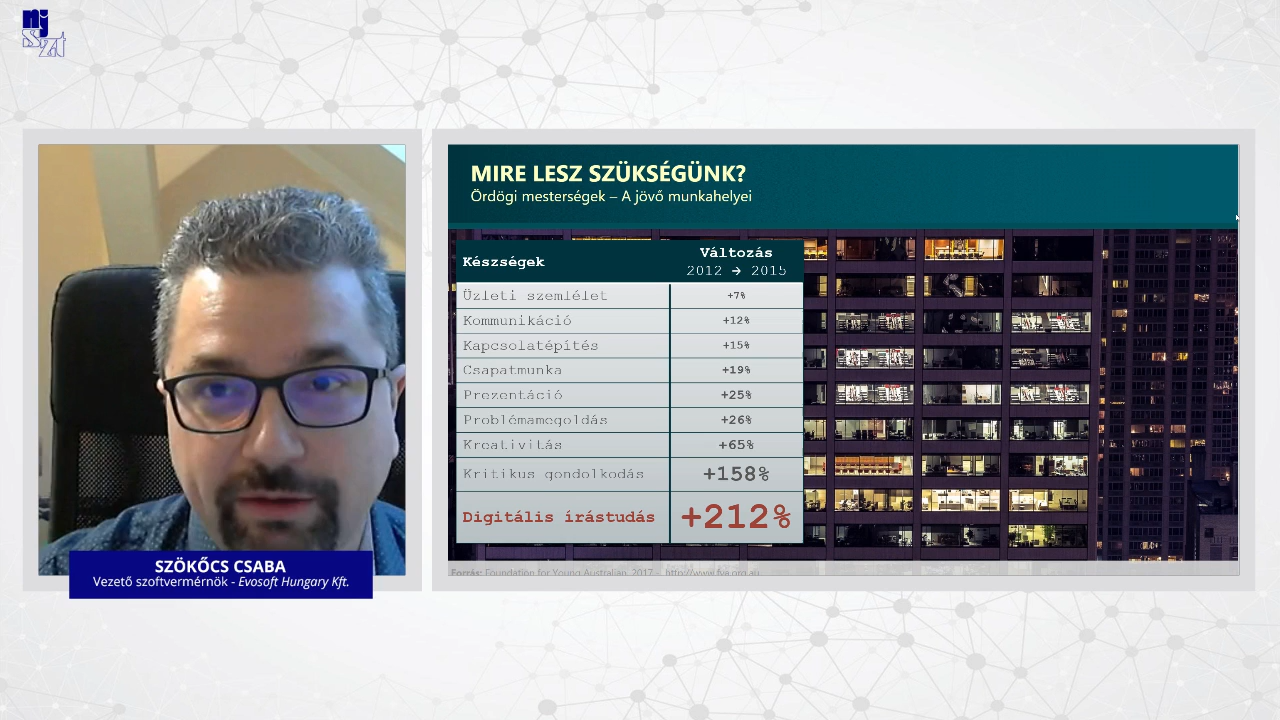 nj
szt
MIRE LESZ SZÜKSÉGÜNK?
Ördögi mesterségek – A jövő munkahelyei
Készségek Változás
2012 → 2015
Üzleti szemlélet +7%
Kommunikáció +12%
Kapcsolatépítés +15%
Csapatmunka +19%
Prezentáció +25%
Problémamegoldás +26%
Kreativitás +65%
Kritikus gondolkodás +158%
Digitális írástudás +212%
Forrás: Foundation for Young Australian, 2017 - http://www.fya.org.au
SZÖKŐCS CSABA
Vezető szoftvermérnök - Evosoft Hungary Kft.